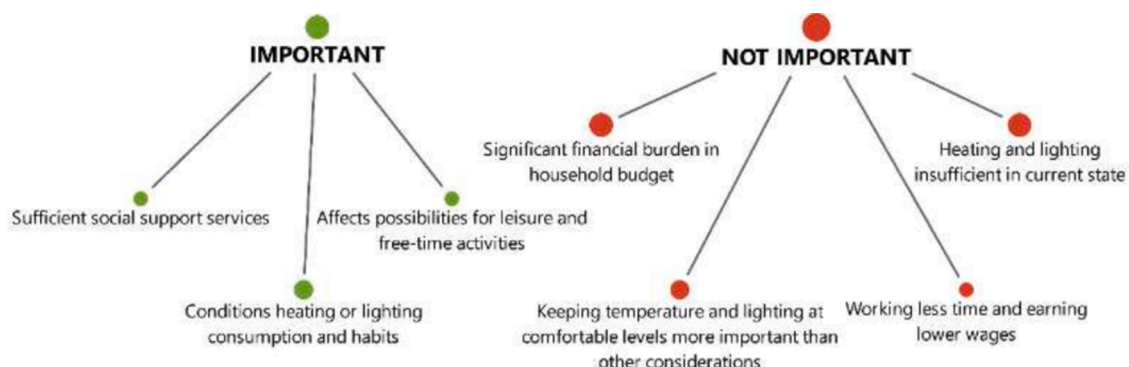 IMPORTANT
Sufficient social support services
Affects possibilities for leisure and
free-time activities
Conditions heating or lighting
consumption and habits
NOT IMPORTANT
Significant financial burden in
household budget
Heating and lighting
insufficient in current state
Keeping temperature and lighting at
comfortable levels more important than
other considerations
Working less time and earning
lower wages